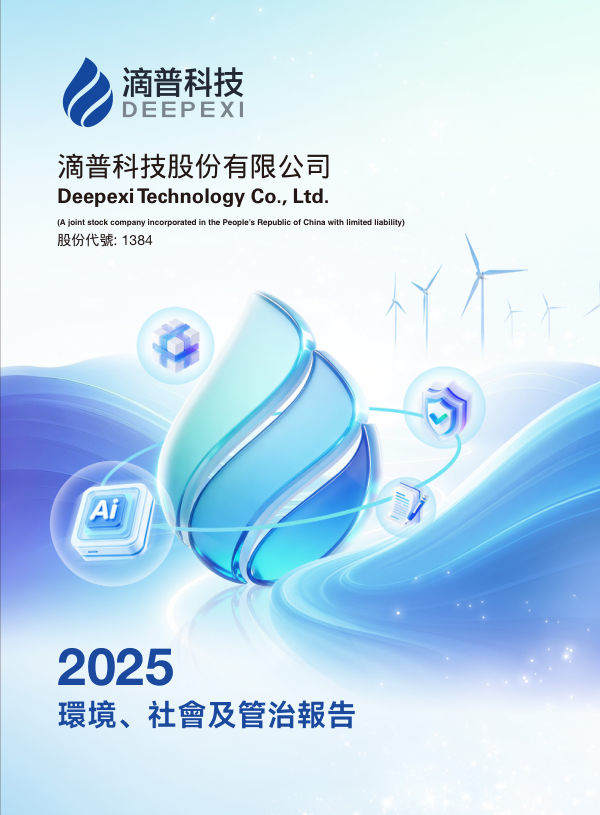 滴普科技
DEEPEXI
滴普科技股份有限公司
Deepexi Technology Co., Ltd.
(A joint stock company incorporated in the People's Republic of China with limited liability)
股份代號: 1384
Ai
2025
環境、社會及管治報告